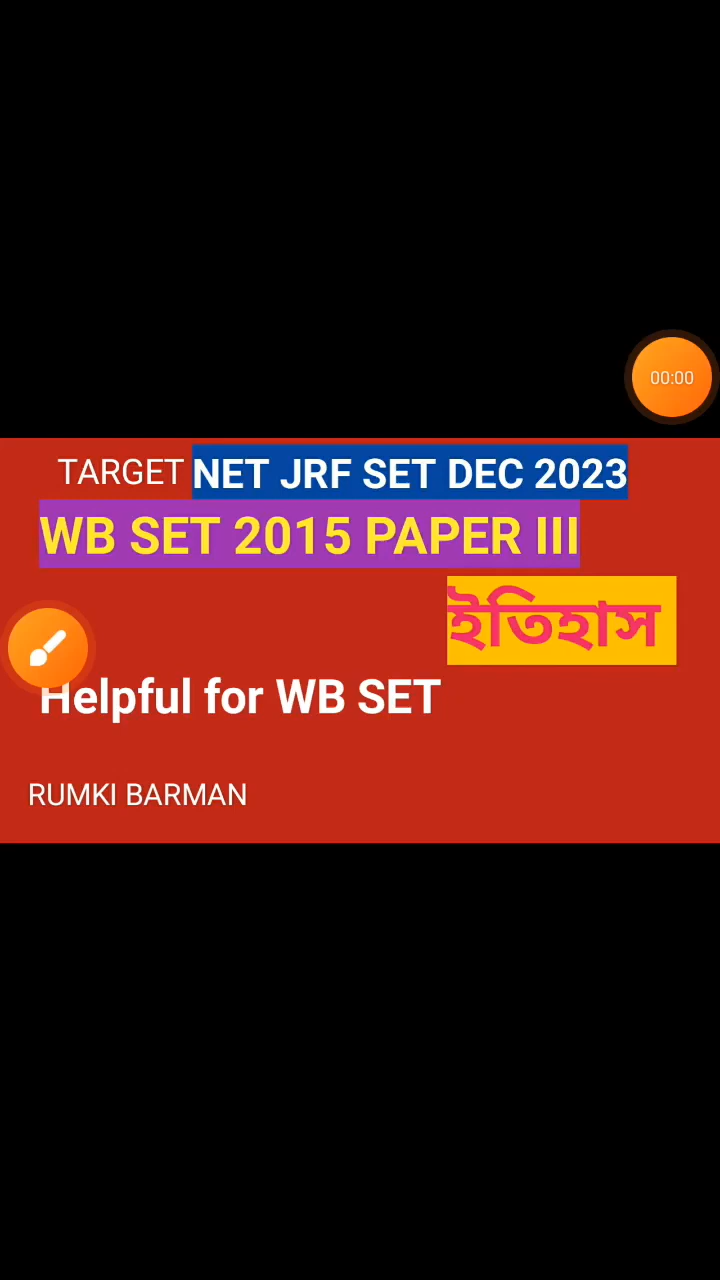 00:00
TARGET NET JRF SET DEC 2023
WB SET 2015 PAPER III
ইতিহাস
Helpful for WB SET
RUMKI BARMAN